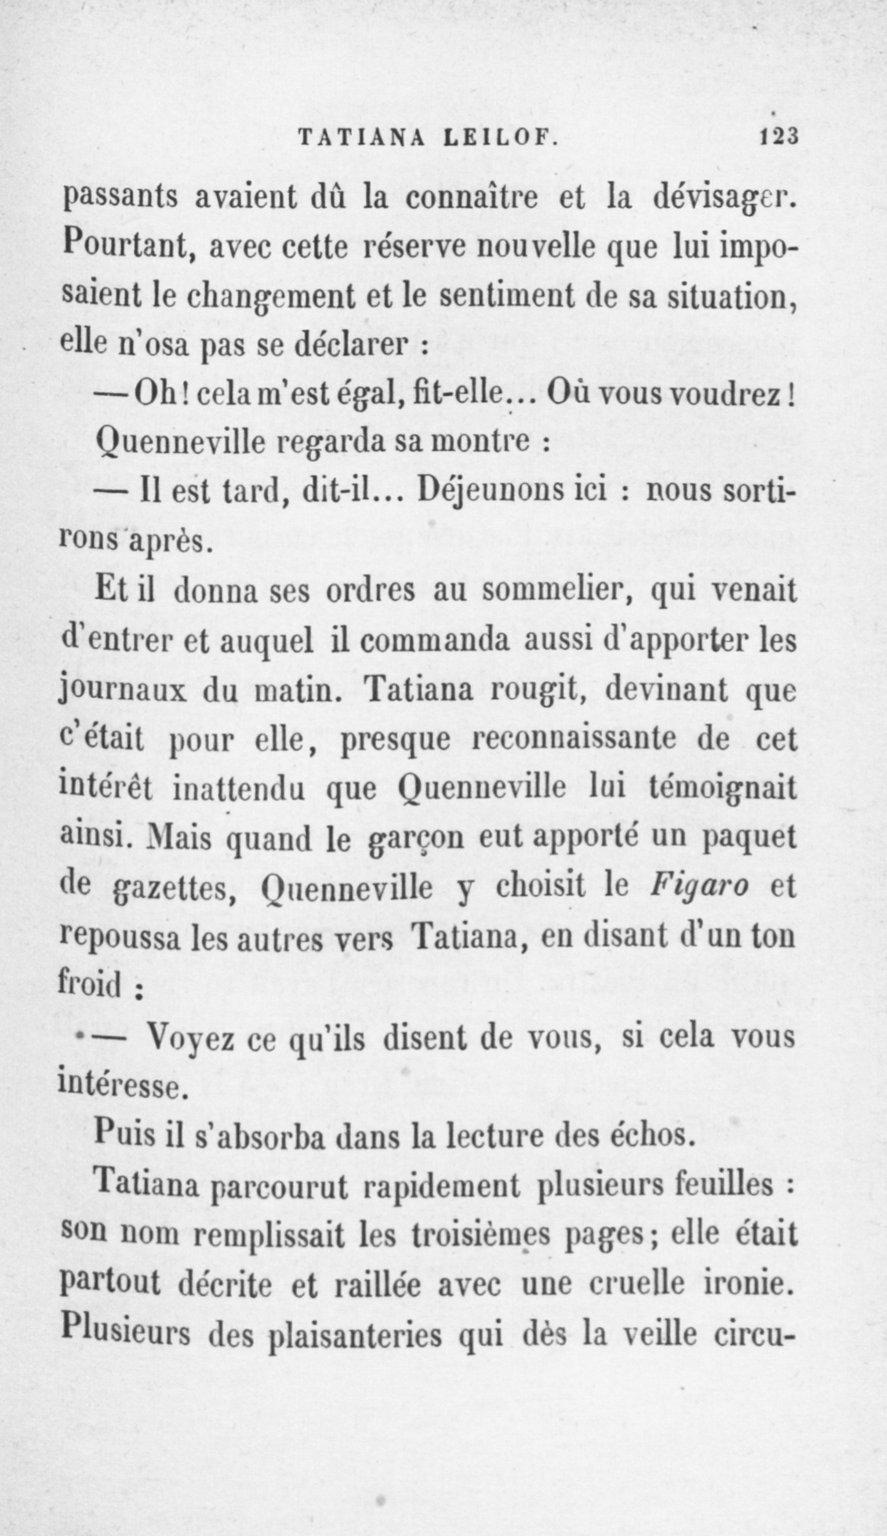 TATIANA LEILOF. 123
passants avaient dû la connaître et la dévisager.
Pourtant, avec cette réserve nouvelle que lui impo-
saient le changement et le sentiment de sa situation,
elle n'osa pas se déclarer :
— Oh! cela m'est égal, fit-elle... Où vous voudrez !
Quenneville regarda sa montre :
— Il est tard, dit-il... Déjeunons ici : nous sorti-
rons après.
Et il donna ses ordres au sommelier, qui venait
d'entrer et auquel il commanda aussi d'apporter les
journaux du matin. Tatiana rougit, devinant que
c'était pour elle, presque reconnaissante de cet
intérêt inattendu que Quenneville lui témoignait
ainsi. Mais quand le garçon eut apporté un paquet
de gazettes, Quenneville y choisit le Figaro et
repoussa les autres vers Tatiana, en disant d'un ton
froid :
— Voyez ce qu'ils disent de vous, si cela vous
intéresse.
Puis il s'absorba dans la lecture des échos.
Tatiana parcourut rapidement plusieurs feuilles :
son nom remplissait les troisièmes pages; elle était
partout décrite et raillée avec une cruelle ironie.
Plusieurs des plaisanteries qui dès la veille circu-